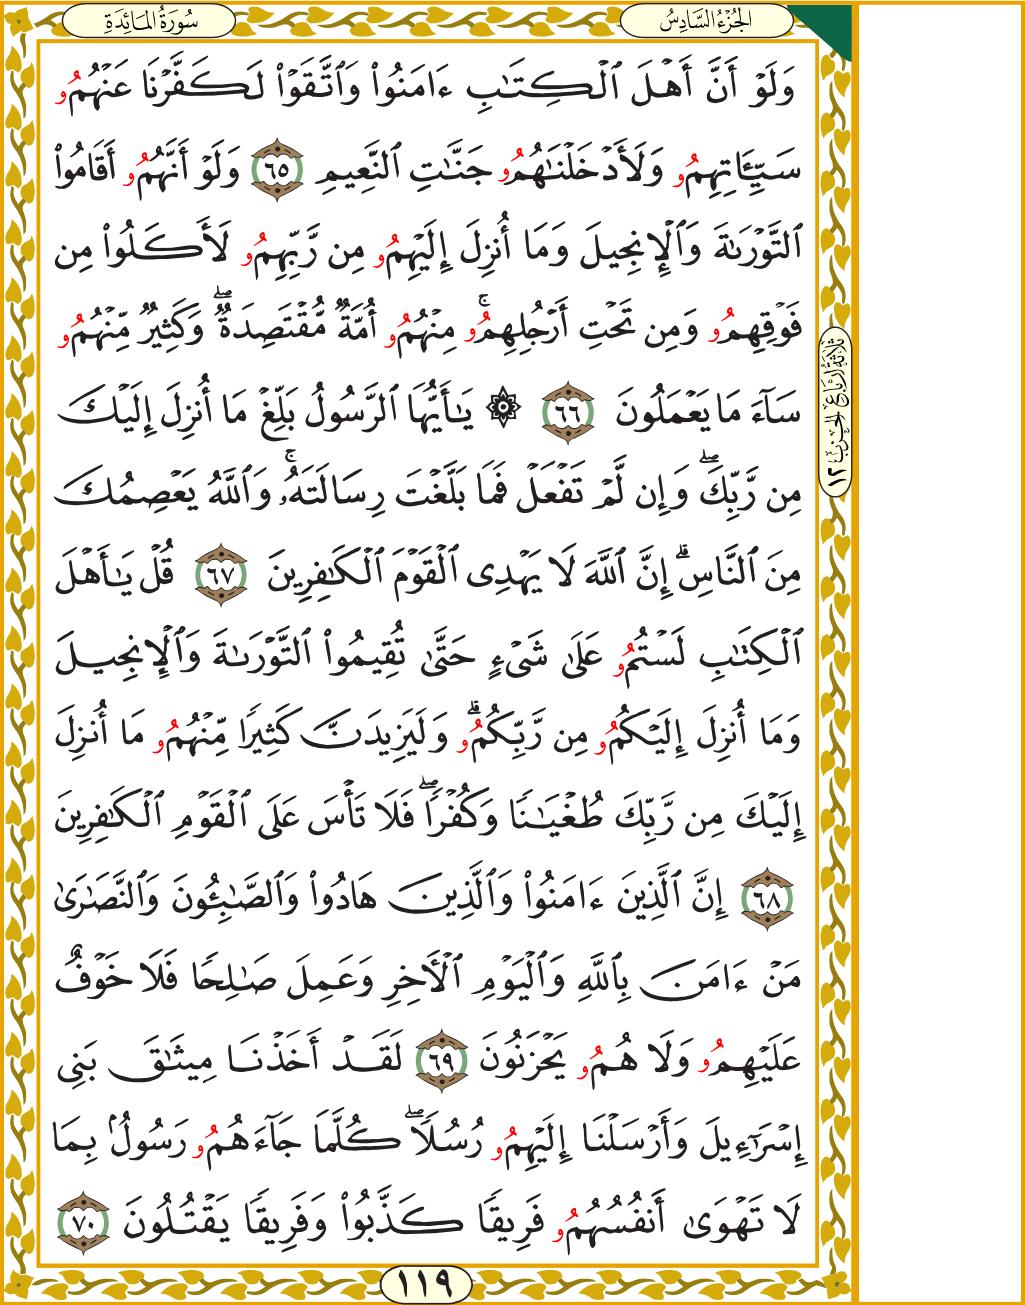 الجُزْءُ السَّادِسُ
سُورَةُ المَائِدَةِ
وَلَوۡ أَنَّ أَهۡلَ ٱلۡكِتَٰبِ ءَامَنُواْ وَٱتَّقَوۡاْ لَكَفَّرۡنَا عَنۡهُمُۥ
سَيِّـَٔاتِهِمُۥ وَلَأَدۡخَلۡنَٰهُمُۥ جَنَّٰتِ ٱلنَّعِيمِ ٦٥ وَلَوۡ أَنَّهُمُۥ أَقَامُواْ
ٱلتَّوۡرَىٰةَ وَٱلۡإِنجِيلَ وَمَا أُنزِلَ إِلَيۡهِمُۥ مِن رَّبِّهِمُۥ لَأَكَلُواْ مِن
فَوۡقِهِمُۥ وَمِن تَحۡتِ أَرۡجُلِهِمُۥۚ مِنۡهُمُۥ أُمَّةٞ مُّقۡتَصِدَةٞۖ وَكَثِيرٞ مِّنۡهُمُۥ
سَآءَ مَا يَعۡمَلُونَ ٦٦ ۞ يَٰأَيُّهَا ٱلرَّسُولُ بَلِّغۡ مَا أُنزِلَ إِلَيۡكَ
مِن رَّبِّكَۖ وَإِن لَّمۡ تَفۡعَلۡ فَمَا بَلَّغۡتَ رِسَالَتَهُۥۚ وَٱللَّهُ يَعۡصِمُكَ
مِنَ ٱلنَّاسِۗ إِنَّ ٱللَّهَ لَا يَهۡدِى ٱلۡقَوۡمَ ٱلۡكَٰفِرِينَ ٦٧ قُلۡ يَٰأَهۡلَ
ٱلۡكِتَٰبِ لَسۡتُمُۥ عَلَىٰ شَىۡءٍ حَتَّىٰ تُقِيمُواْ ٱلتَّوۡرَىٰةَ وَٱلۡإِنجِيلَ
وَمَا أُنزِلَ إِلَيۡكُمُۥ مِن رَّبِّكُمُۥۗ وَلَيَزِيدَنَّ كَثِيرٗا مِّنۡهُمُۥ مَا أُنزِلَ
إِلَيۡكَ مِن رَّبِّكَ طُغۡيَٰنٗا وَكُفۡرٗاۖ فَلَا تَأۡسَ عَلَى ٱلۡقَوۡمِ ٱلۡكَٰفِرِينَ
٦٨ إِنَّ ٱلَّذِينَ ءَامَنُواْ وَٱلَّذِينَ هَادُواْ وَٱلصَّٰبِـُٔونَ وَٱلنَّصَٰرَىٰ
مَنۡ ءَامَنَ بِٱللَّهِ وَٱلۡيَوۡمِ ٱلۡأٓخِرِ وَعَمِلَ صَٰلِحٗا فَلَا خَوۡفٌ
عَلَيۡهِمُۥ وَلَا هُمُۥ يَحۡزَنُونَ ٦٩ لَقَدۡ أَخَذۡنَا مِيثَٰقَ بَنِى
إِسۡرَٰٓءِيلَ وَأَرۡسَلۡنَا إِلَيۡهِمُۥ رُسُلٗاۖ كُلَّمَا جَآءَهُمُۥ رَسُولُۢ بِمَا
لَا تَهۡوَىٰ أَنفُسُهُمُۥ فَرِيقٗا كَذَّبُواْ وَفَرِيقٗا يَقۡتُلُونَ ٧٠
ثَلَاثَةُ أَرْبَاعِ الحِزْبِ ١٢
١١٩